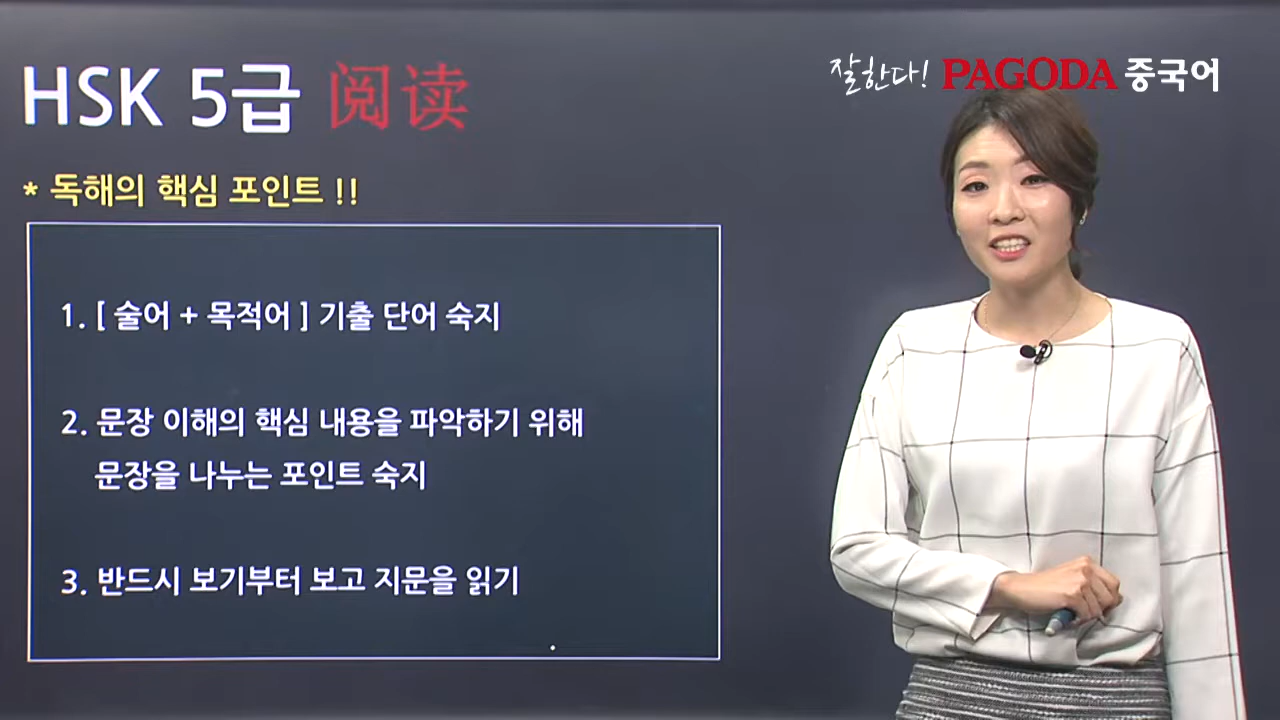 HSK 5급 阅读
잘한다! PAGODA 중국어
* 독해의 핵심 포인트 !!
1. [ 술어 + 목적어 ] 기출 단어 숙지
2. 문장 이해의 핵심 내용을 파악하기 위해
문장을 나누는 포인트 숙지
3. 반드시 보기부터 보고 지문을 읽기